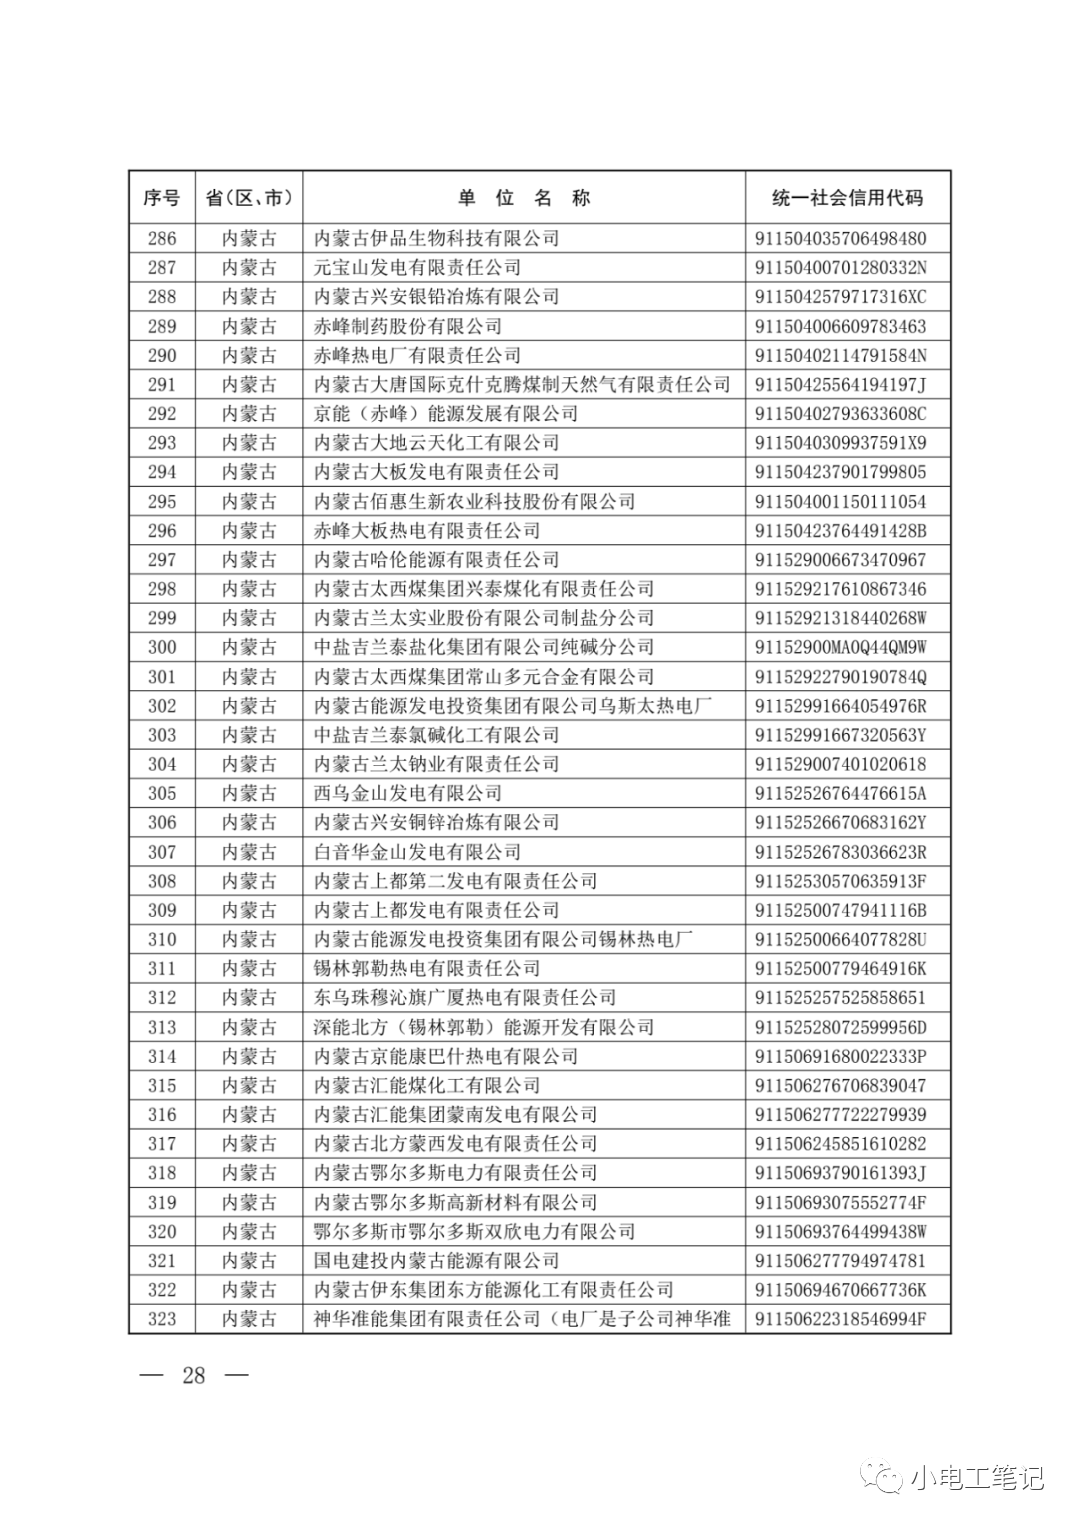 序号 省(区、市) 单位名称 统一社会信用代码
286 内蒙古 内蒙古伊品生物科技有限公司 911504035706498480
287 内蒙古 元宝山发电有限责任公司 91150400701280332N
288 内蒙古 内蒙古兴安银铅冶炼有限公司 9115042579717316XC
289 内蒙古 赤峰制药股份有限公司 911504006609783463
290 内蒙古 赤峰热电厂有限责任公司 91150402114791584N
291 内蒙古 内蒙古大唐国际克什克腾煤制天然气有限责任公司 91150425564194197J
292 内蒙古 京能（赤峰）能源发展有限公司 91150402793633608C
293 内蒙古 内蒙古大地云天化工有限公司 9115040309937591X9
294 内蒙古 内蒙古大板发电有限责任公司 911504237901799805
295 内蒙古 内蒙古佰惠生新农业科技股份有限公司 911504001150111054
296 内蒙古 赤峰大板热电有限责任公司 91150423764491428B
297 内蒙古 内蒙古哈伦能源有限责任公司 911529006673470967
298 内蒙古 内蒙古太西煤集团兴泰煤化有限责任公司 911529217610867346
299 内蒙古 内蒙古兰太实业股份有限公司制盐分公司 91152921318440268W
300 内蒙古 中盐吉兰泰盐化集团有限公司纯碱分公司 91152900MA0Q44QM9W
301 内蒙古 内蒙古太西煤集团常山多元合金有限公司 91152922790190784Q
302 内蒙古 内蒙古能源发电投资集团有限公司乌斯太热电厂 91152991664054976R
303 内蒙古 中盐吉兰泰氯碱化工有限公司 91152991667320563Y
304 内蒙古 内蒙古兰太钠业有限责任公司 911529007401020618
305 内蒙古 西乌金山发电有限公司 91152526764476615A
306 内蒙古 内蒙古兴安铜锌冶炼有限公司 91152526670683162Y
307 内蒙古 白音华金山发电有限公司 91152526783036623R
308 内蒙古 内蒙古上都第二发电有限责任公司 91152530570635913F
309 内蒙古 内蒙古上都发电有限责任公司 91152500747941116B
310 内蒙古 内蒙古能源发电投资集团有限公司锡林热电厂 91152500664077828U
311 内蒙古 锡林郭勒热电有限责任公司 91152500779464916K
312 内蒙古 东乌珠穆沁旗广厦热电有限责任公司 911525257525858651
313 内蒙古 深能北方（锡林郭勒）能源开发有限公司 91152528072599956D
314 内蒙古 内蒙古京能康巴什热电有限公司 91150691680022333P
315 内蒙古 内蒙古汇能煤化工有限公司 911506276706839047
316 内蒙古 内蒙古汇能集团蒙南发电有限公司 911506277722279939
317 内蒙古 内蒙古北方蒙西发电有限责任公司 911506245851610282
318 内蒙古 内蒙古鄂尔多斯电力有限责任公司 91150693790161393J
319 内蒙古 内蒙古鄂尔多斯高新材料有限公司 91150693075552774F
320 内蒙古 鄂尔多斯市鄂尔多斯双欣电力有限公司 91150693764499438W
321 内蒙古 国电建投内蒙古能源有限公司 911506277794974781
322 内蒙古 内蒙古伊东集团东方能源化工有限责任公司 91150694670667736K
323 内蒙古 神华准能集团有限责任公司（电厂是子公司神华准 91150622318546994F
— 28 —
小电工笔记